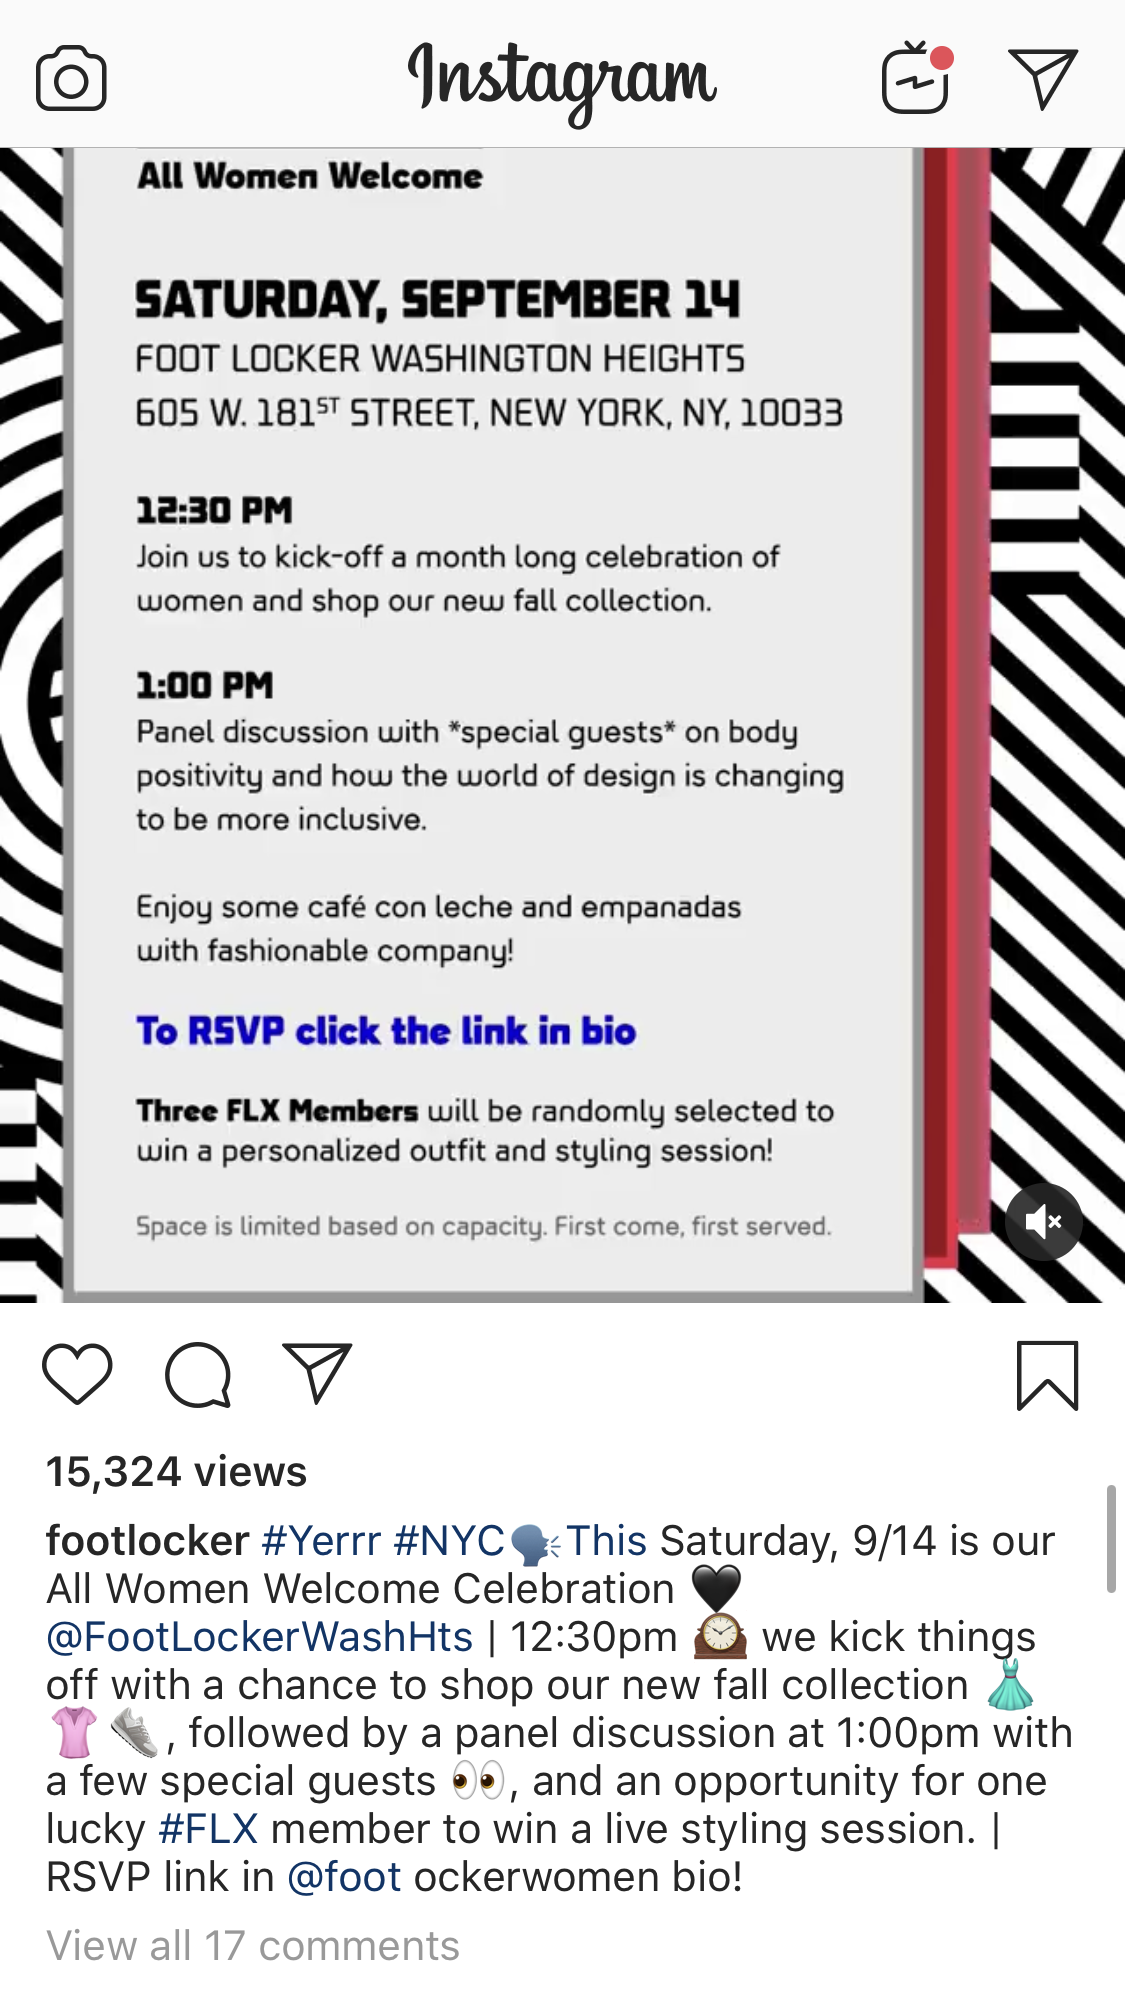 Instagram
All Women Welcome
SATURDAY, SEPTEMBER 14
FOOT LOCKER WASHINGTON HEIGHTS
605 W. 181ST STREET, NEW YORK, NY, 10033
12:30 PM
Join us to kick-off a month long celebration of
women and shop our new fall collection.
1:00 PM
Panel discussion with *special guests* on body
positivity and how the world of design is changing
to be more inclusive.
Enjoy some café con leche and empanadas
with fashionable company!
To RSVP click the link in bio
Three FLX Members will be randomly selected to
win a personalized outfit and styling session!
Space is limited based on capacity. First come, first served.
15,324 views
footlocker #Yerrr #NYC🗣This Saturday, 9/14 is our
All Women Welcome Celebration 🖤
@FootLockerWashHts | 12:30pm 🕰 we kick things
off with a chance to shop our new fall collection 👗
👚👟, followed by a panel discussion at 1:00pm with
a few special guests 👀, and an opportunity for one
lucky #FLX member to win a live styling session. |
RSVP link in @foot ockerwomen bio!
View all 17 comments